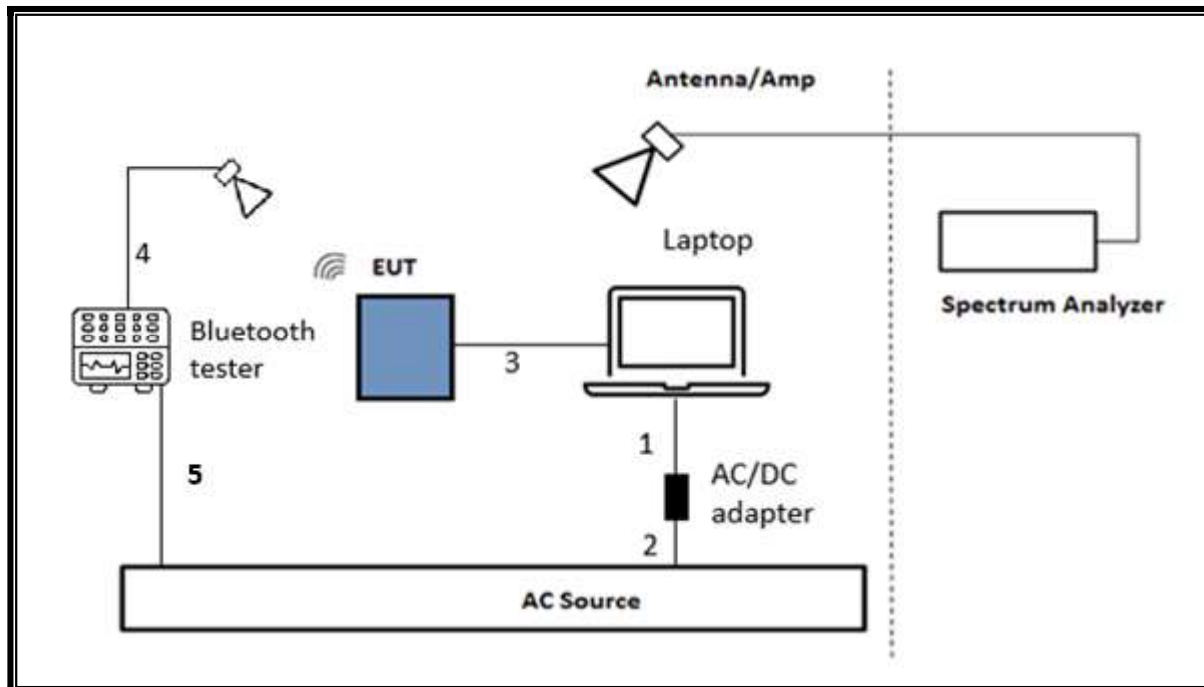 Antenna/Amp
Laptop
4
EUT
Spectrum Analyzer
Bluetooth
tester
3
1
5
AC/DC
adapter
2
AC Source